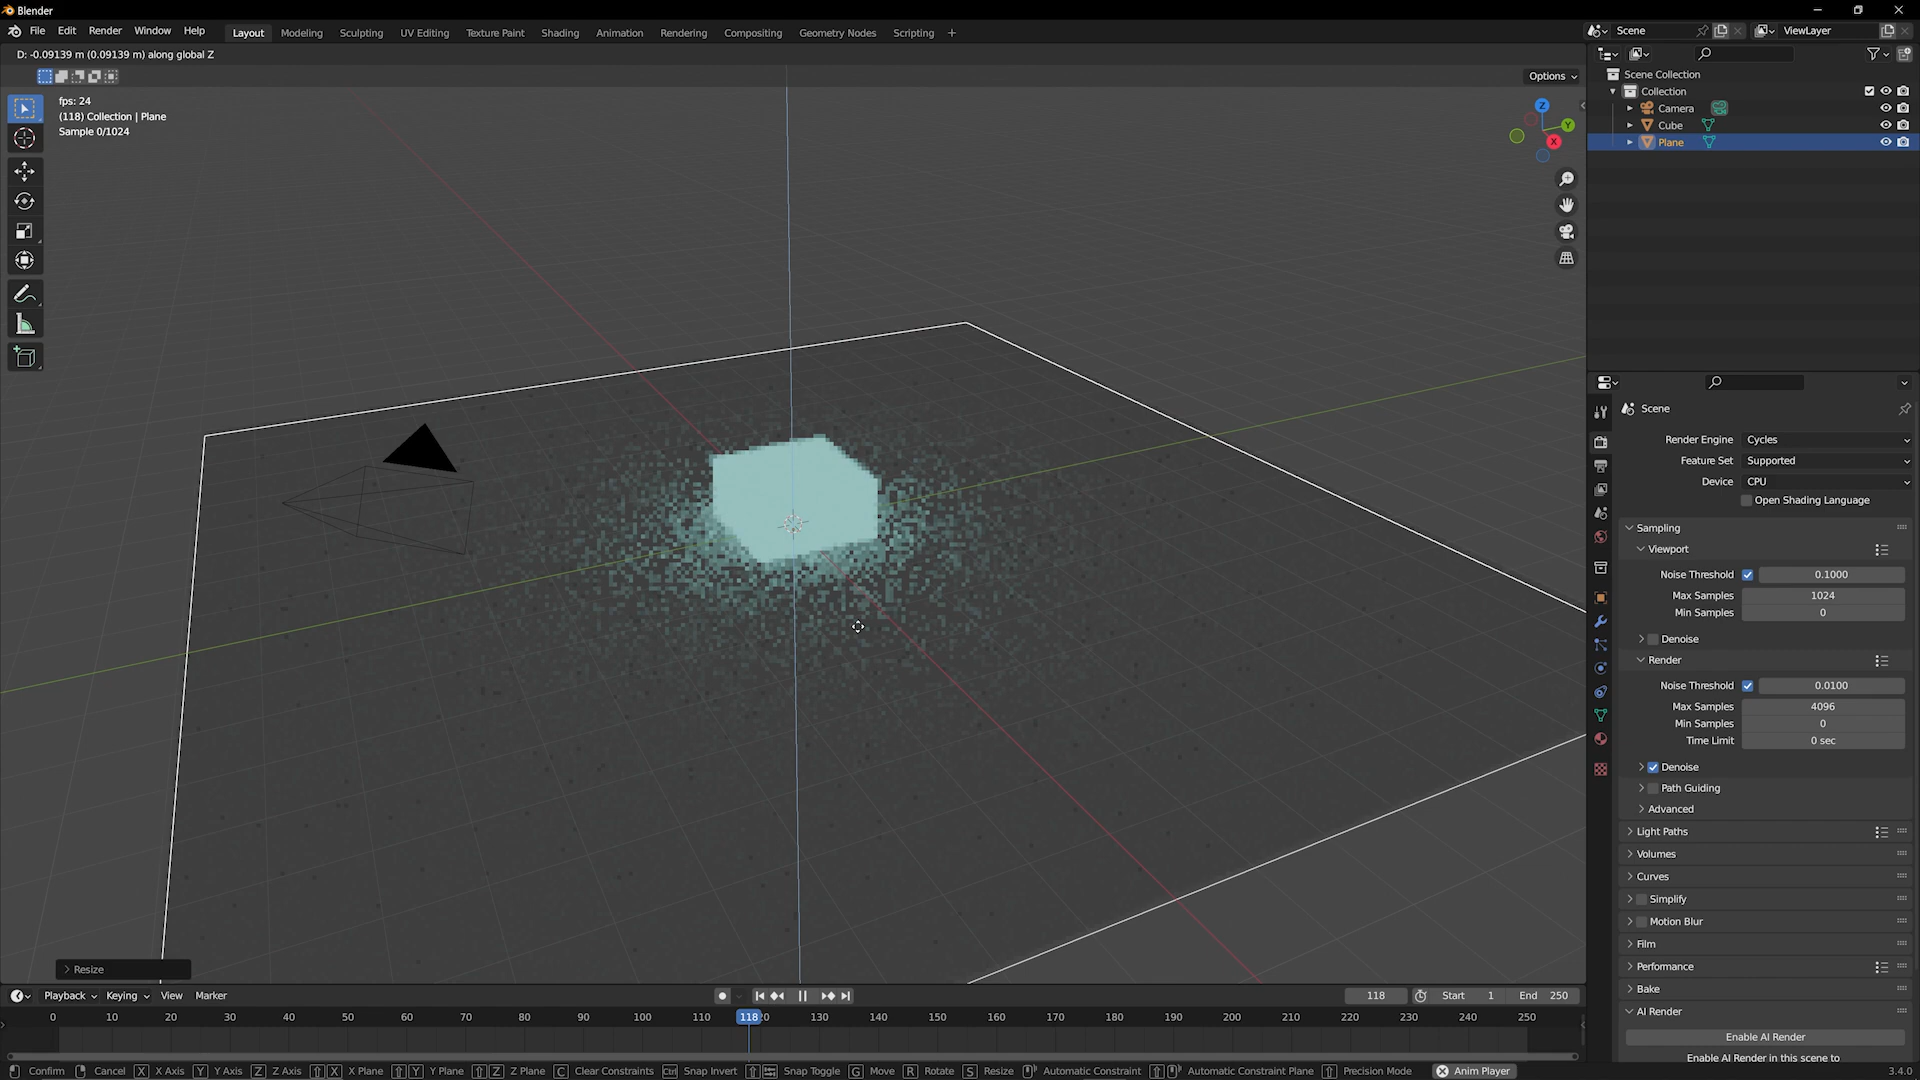 Blender
File Edit Render Window Help
Layout Modeling Sculpting UV Editing Texture Paint Shading Animation Rendering Compositing Geometry Nodes Scripting +
Scene
ViewLayer
D: -0.09139 m (0.09139 m) along global Z
Options
fps: 24
(118) Collection | Plane
Sample 0/1024
Z
Y
X
Scene Collection
Collection
Camera
Cube
Plane
Scene
Render Engine Cycles
Feature Set Supported
Device CPU
Open Shading Language
Sampling
Viewport
Noise Threshold 0.1000
Max Samples 1024
Min Samples 0
Denoise
Render
Noise Threshold 0.0100
Max Samples 4096
Min Samples 0
Time Limit 0 sec
Denoise
Path Guiding
Advanced
Light Paths
Volumes
Curves
Simplify
Motion Blur
Film
Performance
Bake
AI Render
Enable AI Render
Enable AI Render in this scene to
Resize
Playback Keying View Marker
118 Start 1 End 250
0 10 20 30 40 50 60 70 80 90 100 110 118 130 140 150 160 170 180 190 200 210 220 230 240 250
Confirm Cancel X X Axis Y Y Axis Z Z Axis X X Plane Y Y Plane Z Z Plane C Clear Constraints Ctrl Snap Invert Snap Toggle G Move R Rotate S Resize Automatic Constraint Automatic Constraint Plane Precision Mode Anim Player 3.4.0